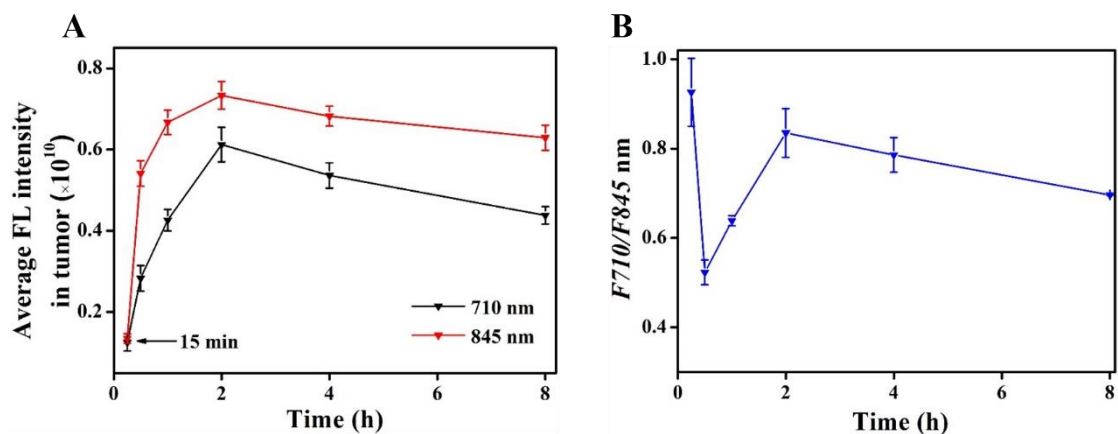 A
Average FL intensity
in tumor (×10¹⁰)
0.8
0.6
0.4
0.2
15 min
710 nm
845 nm
0
2
4
6
8
Time (h)
B
F710/F845 nm
1.0
0.8
0.6
0.4
0
2
4
6
8
Time (h)